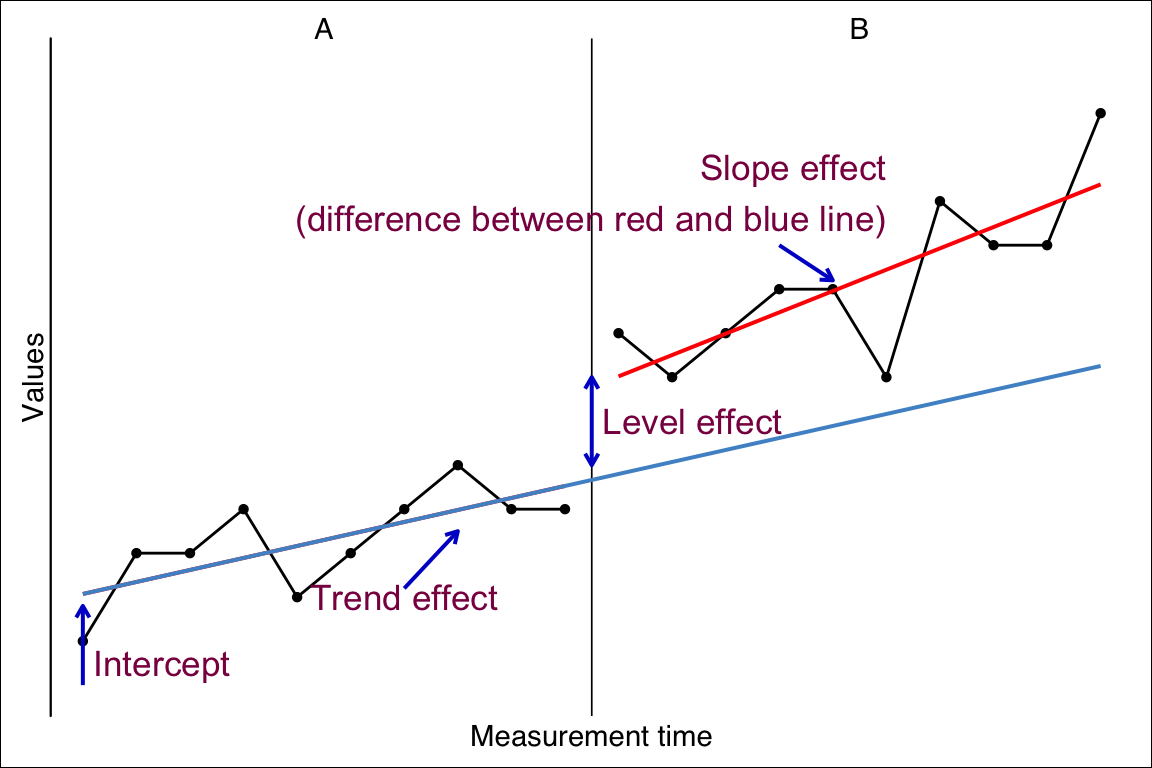 A
B
Slope effect
(difference between red and blue line)
Values
Level effect
Trend effect
Intercept
Measurement time